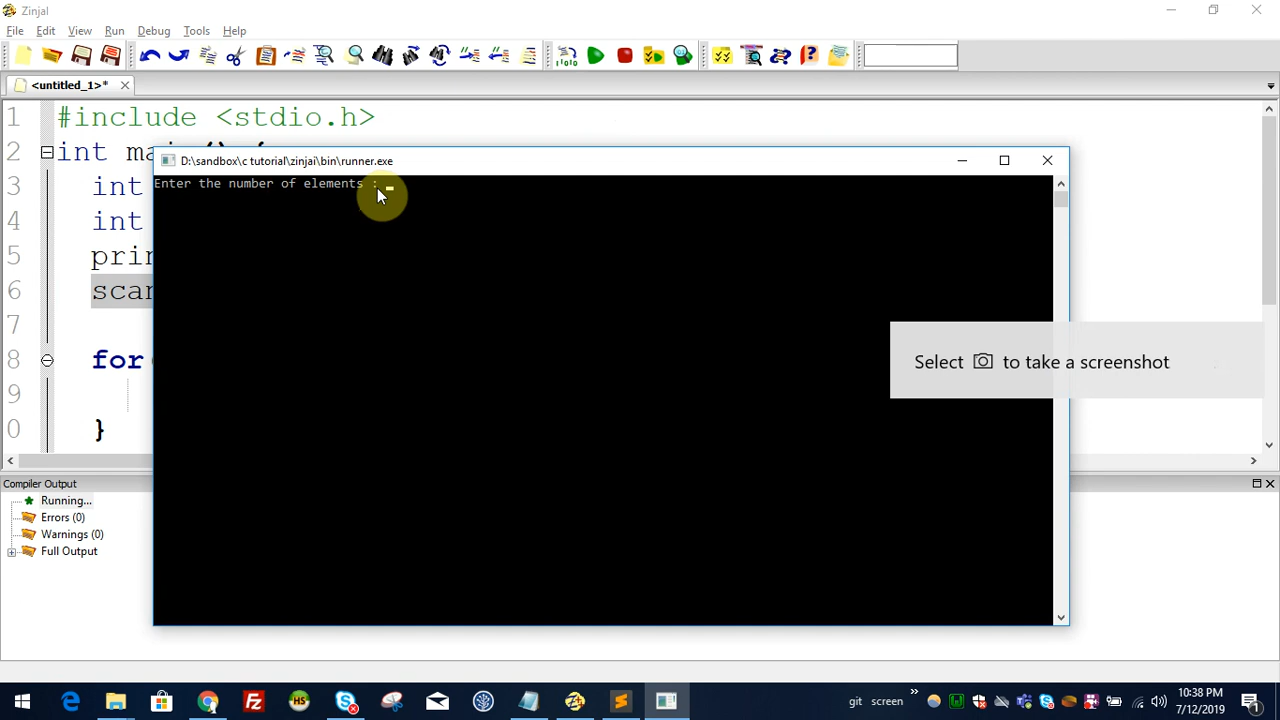 Zinjal
File Edit View Run Debug Tools Help
<untitled_1>*
1 #include <stdio.h>
2 int ma
D:\sandbox\c tutorial\zinjai\bin\runner.exe
Enter the number of elements :
3 int
4 int
5 prin
6 scan
7
8 for
9
0 }
Select to take a screenshot
Compiler Output
Running...
Errors (0)
Warnings (0)
Full Output
git screen
10:38 PM
7/12/2019